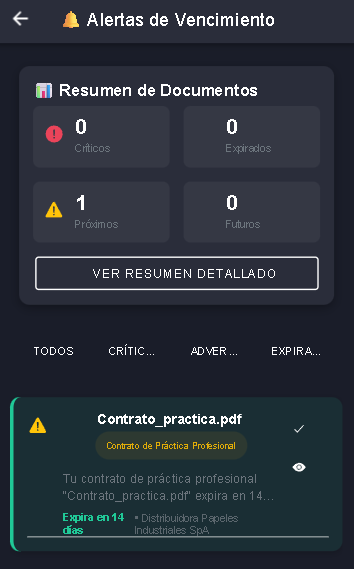 Alertas de Vencimiento
Resumen de Documentos
0
Críticos
0
Expirados
1
Próximos
0
Futuros
VER RESUMEN DETALLADO
TODOS
CRÍTIC...
ADVER...
EXPIRA...
Contrato_practica.pdf
Contrato de Práctica Profesional
Tu contrato de práctica profesional
"Contrato_practica.pdf" expira en 14...
Expira en 14
días
• Distribuidora Papeles
Industriales SpA